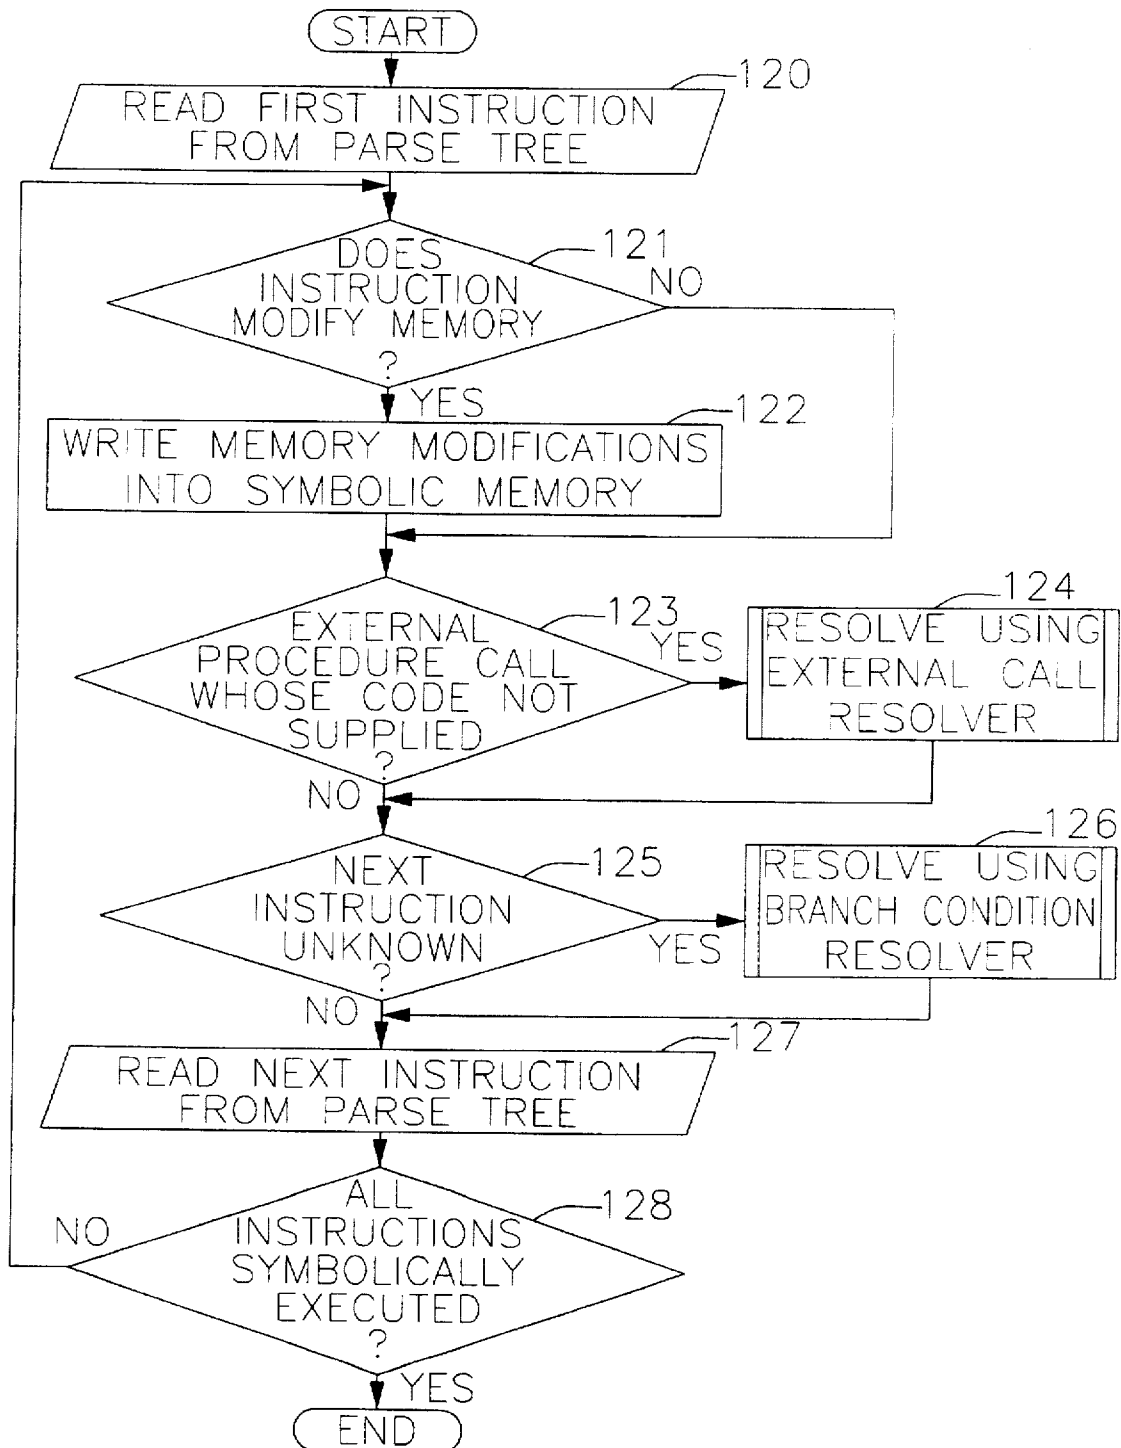 START
120
READ FIRST INSTRUCTION
FROM PARSE TREE
121
DOES
INSTRUCTION
MODIFY MEMORY
?
NO
YES
122
WRITE MEMORY MODIFICATIONS
INTO SYMBOLIC MEMORY
123
EXTERNAL
PROCEDURE CALL
WHOSE CODE NOT
SUPPLIED
?
YES
124
RESOLVE USING
EXTERNAL CALL
RESOLVER
NO
125
NEXT
INSTRUCTION
UNKNOWN
?
YES
126
RESOLVE USING
BRANCH CONDITION
RESOLVER
NO
127
READ NEXT INSTRUCTION
FROM PARSE TREE
128
ALL
INSTRUCTIONS
SYMBOLICALLY
EXECUTED
?
NO
YES
END